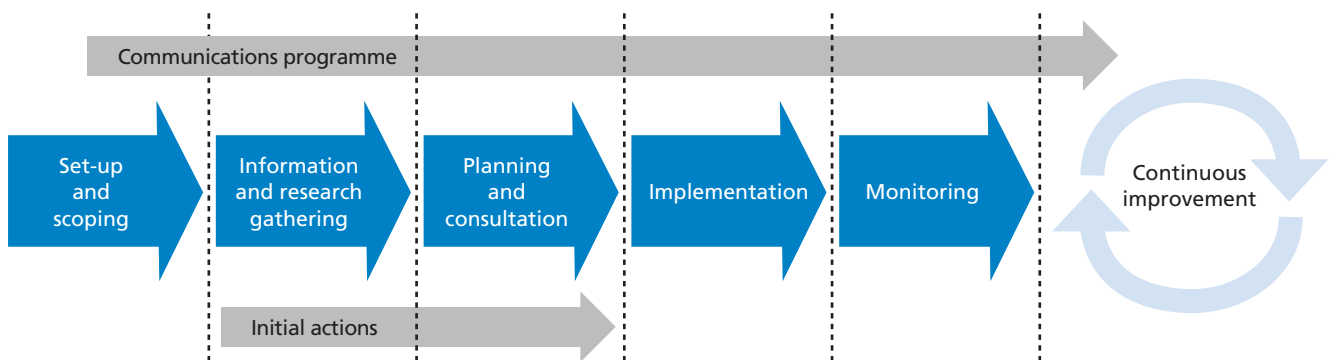 Communications programme
Set-up
and
scoping
Information
and research
gathering
Planning
and
consultation
Implementation
Monitoring
Continuous
improvement
Initial actions